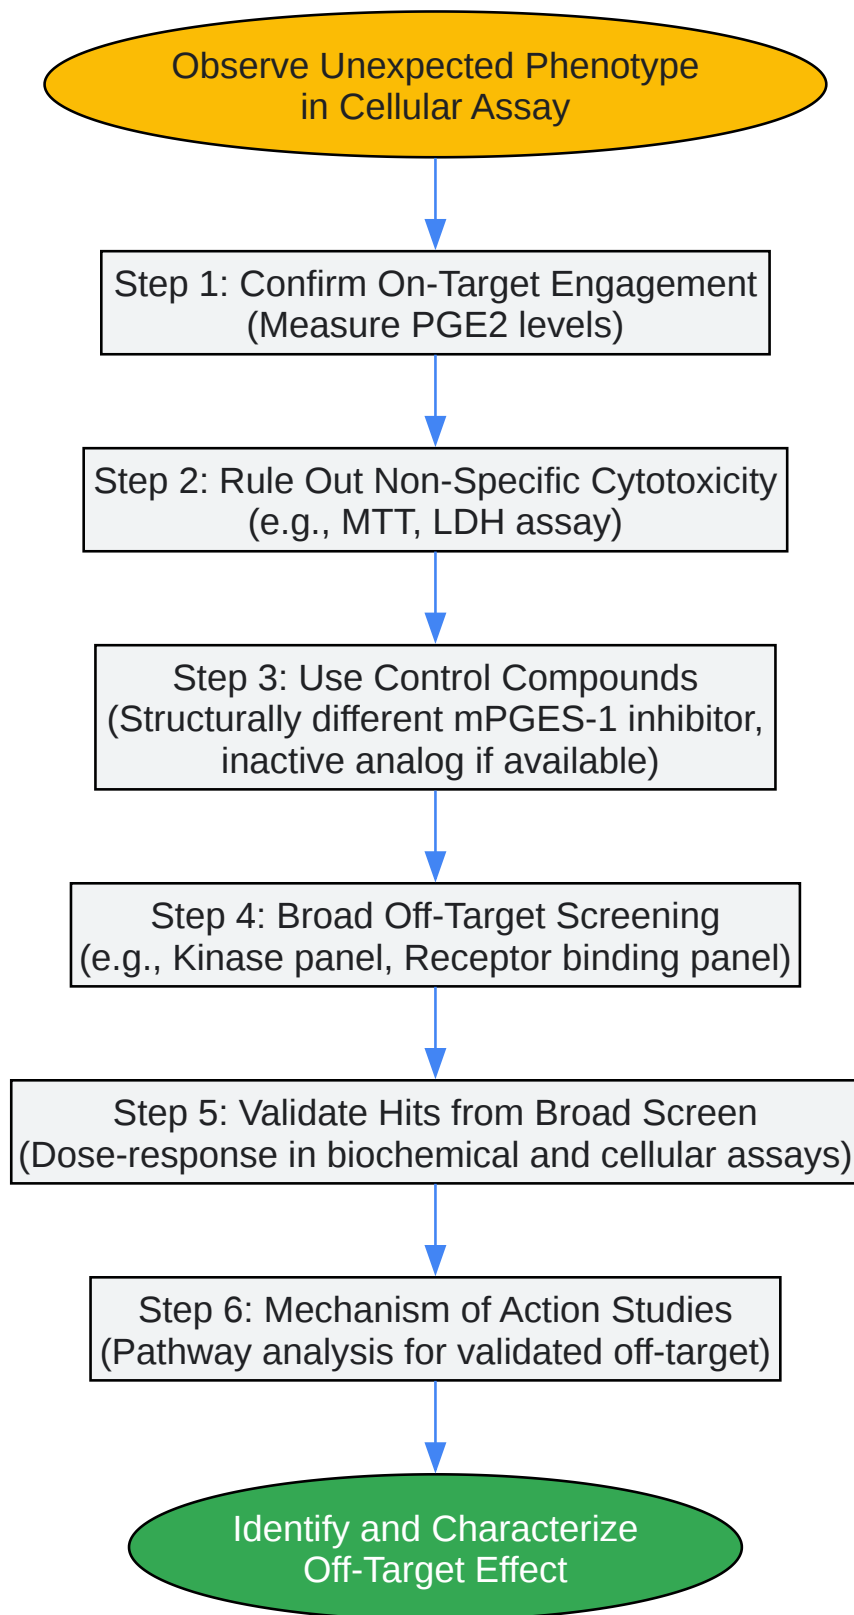 Observe Unexpected Phenotype
in Cellular Assay
Step 1: Confirm On-Target Engagement
(Measure PGE2 levels)
Step 2: Rule Out Non-Specific Cytotoxicity
(e.g., MTT, LDH assay)
Step 3: Use Control Compounds
(Structurally different mPGES-1 inhibitor,
inactive analog if available)
Step 4: Broad Off-Target Screening
(e.g., Kinase panel, Receptor binding panel)
Step 5: Validate Hits from Broad Screen
(Dose-response in biochemical and cellular assays)
Step 6: Mechanism of Action Studies
(Pathway analysis for validated off-target)
Identify and Characterize
Off-Target Effect